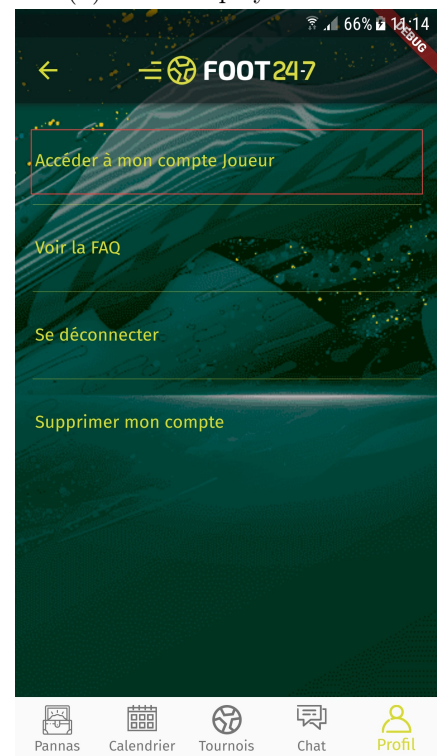 66% 11:14
DEBUG
FOOT 24-7
Accéder à mon compte Joueur
Voir la FAQ
Se déconnecter
Supprimer mon compte
Pannas Calendrier Tournois Chat Profil